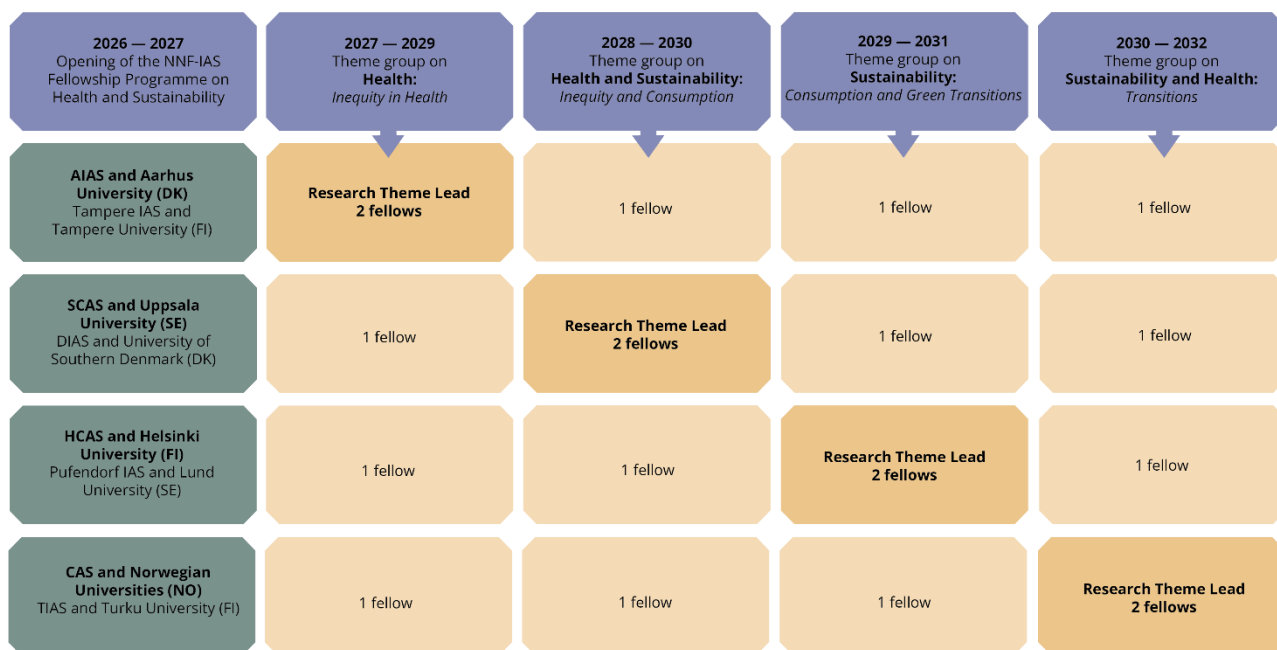 2026 — 2027
Opening of the NNF-IAS
Fellowship Programme on
Health and Sustainability
2027 — 2029
Theme group on
Health:
Inequity in Health
2028 — 2030
Theme group on
Health and Sustainability:
Inequity and Consumption
2029 — 2031
Theme group on
Sustainability:
Consumption and Green Transitions
2030 — 2032
Theme group on
Sustainability and Health:
Transitions
AIAS and Aarhus
University (DK)
Tampere IAS and
Tampere University (FI)
Research Theme Lead
2 fellows
1 fellow
1 fellow
1 fellow
SCAS and Uppsala
University (SE)
DIAS and University of
Southern Denmark (DK)
1 fellow
Research Theme Lead
2 fellows
1 fellow
1 fellow
HCAS and Helsinki
University (FI)
Pufendorf IAS and Lund
University (SE)
1 fellow
1 fellow
Research Theme Lead
2 fellows
1 fellow
CAS and Norwegian
Universities (NO)
TIAS and Turku University (FI)
1 fellow
1 fellow
1 fellow
Research Theme Lead
2 fellows